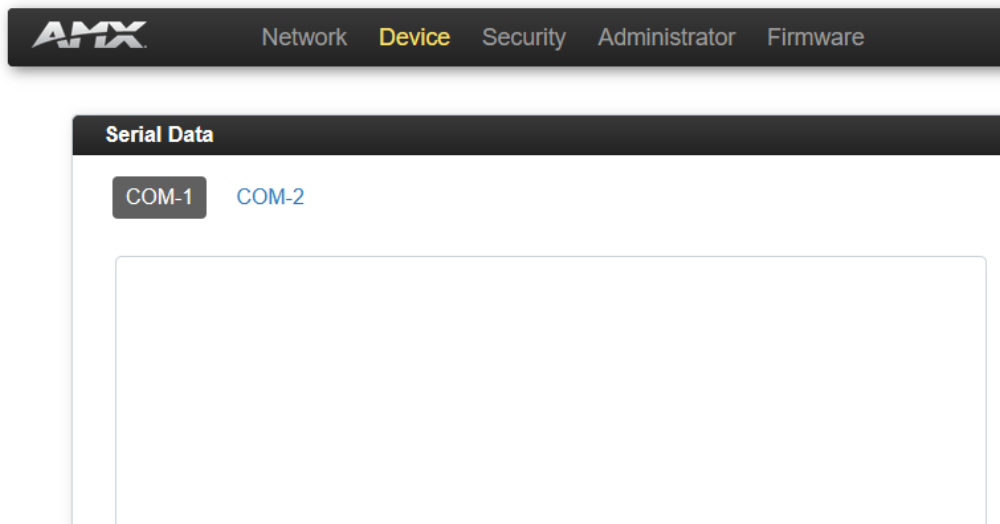 AMX Network Device Security Administrator Firmware
Serial Data
COM-1 COM-2